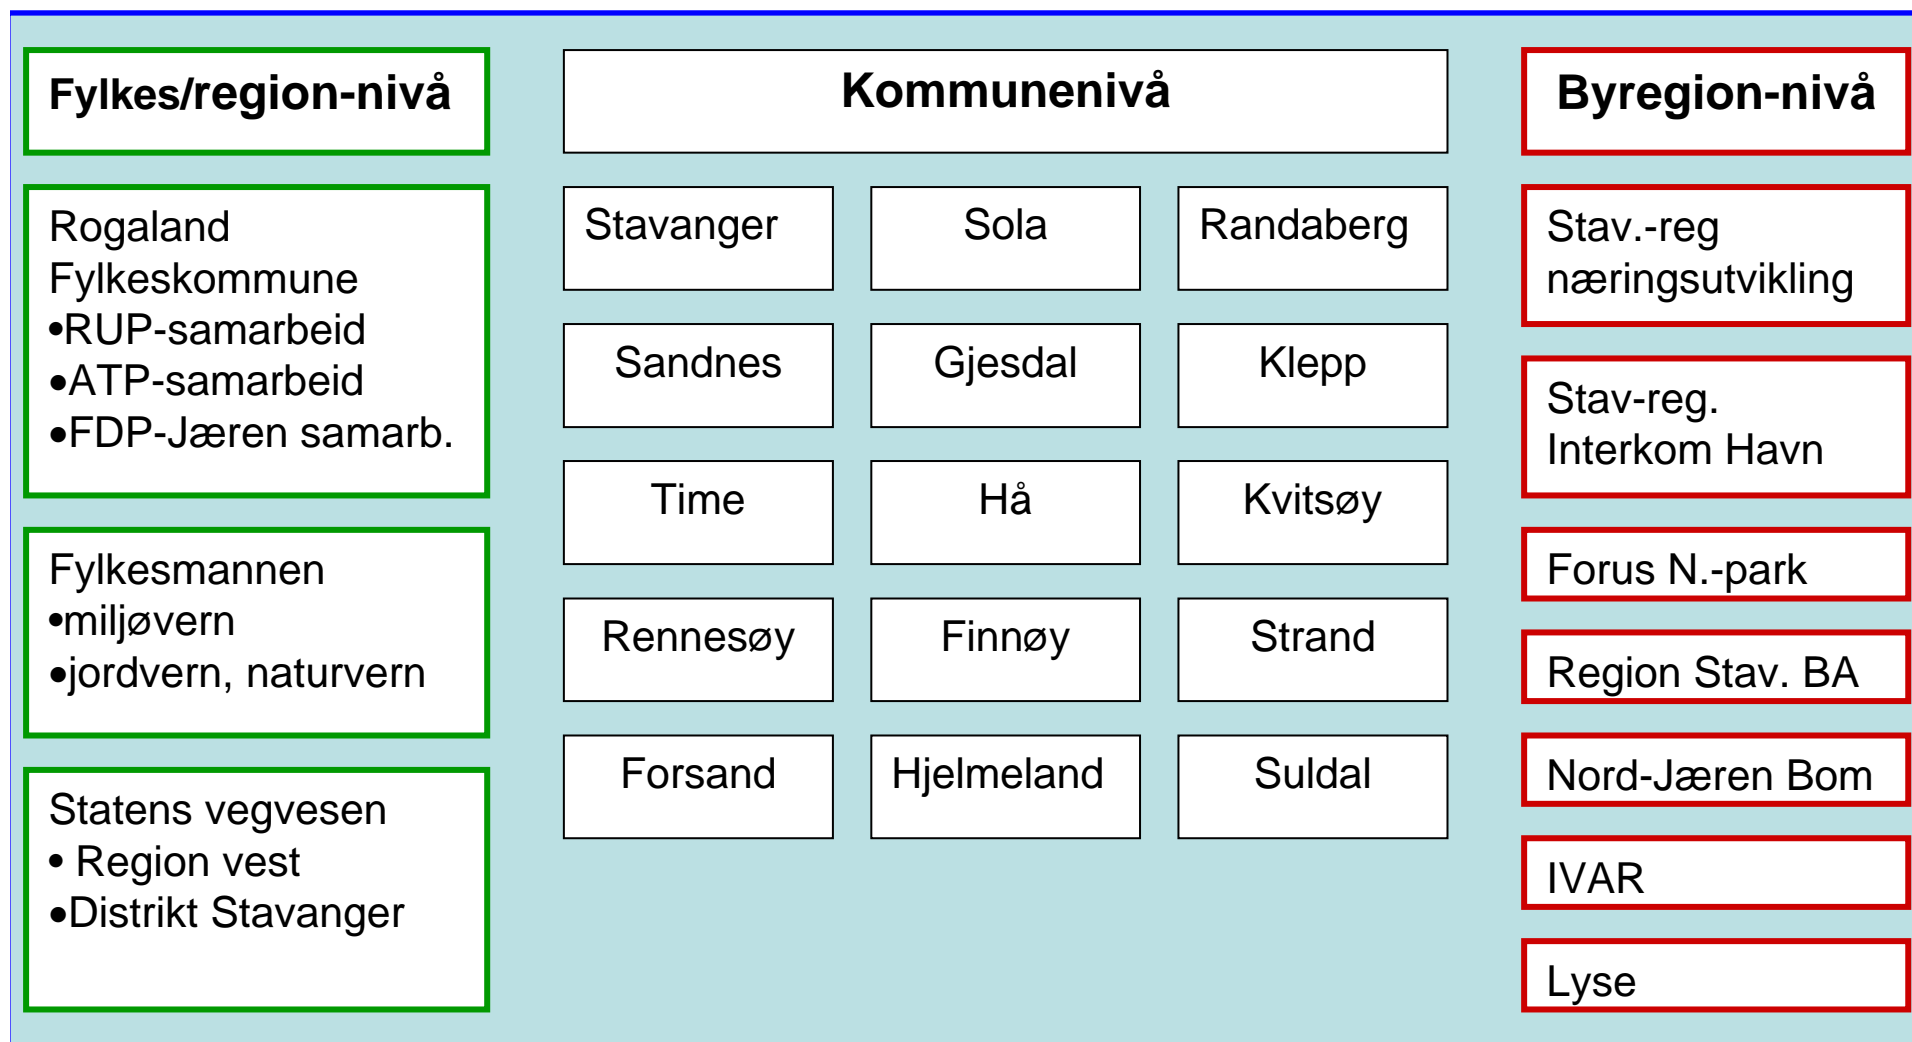 Fylkes/region-nivå
Rogaland
Fylkeskommune
•RUP-samarbeid
•ATP-samarbeid
•FDP-Jæren samarb.
Fylkesmannen
•miljøvern
•jordvern, naturvern
Statens vegvesen
• Region vest
•Distrikt Stavanger
Kommunenivå
Stavanger
Sola
Randaberg
Sandnes
Gjesdal
Klepp
Time
Hå
Kvitsøy
Rennesøy
Finnøy
Strand
Forsand
Hjelmeland
Suldal
Byregion-nivå
Stav.-reg
næringsutvikling
Stav-reg.
Interkom Havn
Forus N.-park
Region Stav. BA
Nord-Jæren Bom
IVAR
Lyse